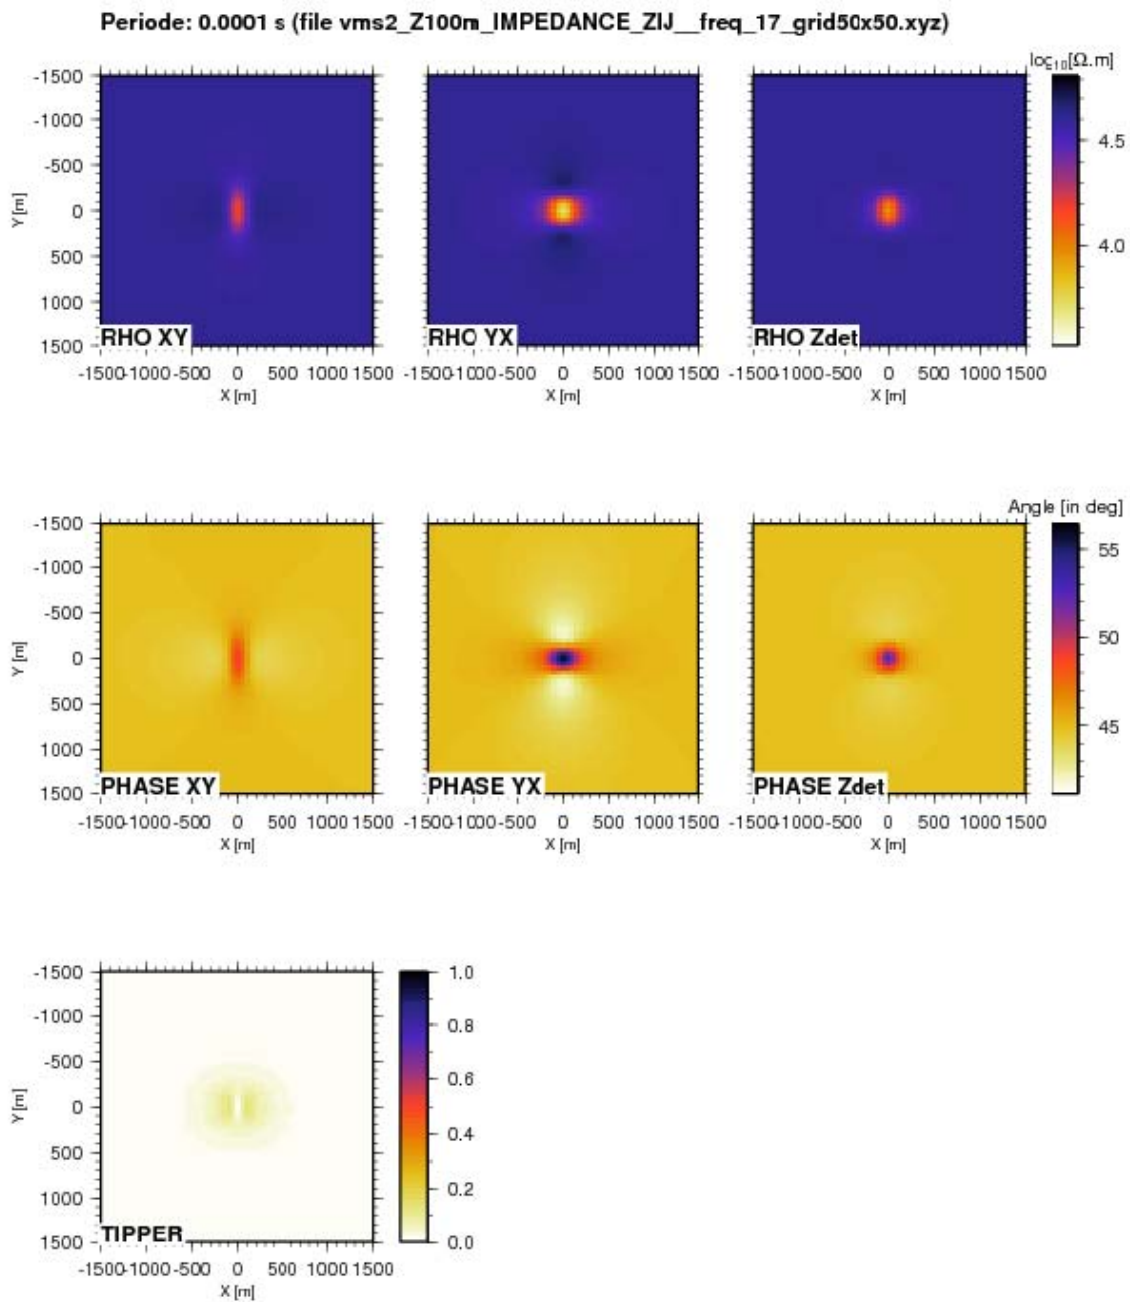 Periode: 0.0001 s (file vms2_Z100m_IMPEDANCE_ZIJ__freq_17_grid50x50.xyz)
log10[Ω.m]
-1500
-1000
-500
0
500
1000
1500
Y [m]
RHO XY
RHO YX
RHO Zdet
4.5
4.0
-1500-1000-500 0 500 1000 1500
-1500-1000-500 0 500 1000 1500
-1500-1000-500 0 500 1000 1500
X [m]
X [m]
X [m]
Angle [in deg]
-1500
-1000
-500
0
500
1000
1500
Y [m]
PHASE XY
PHASE YX
PHASE Zdet
55
50
45
-1500-1000-500 0 500 1000 1500
-1500-1000-500 0 500 1000 1500
-1500-1000-500 0 500 1000 1500
X [m]
X [m]
X [m]
-1500
-1000
-500
0
500
1000
1500
Y [m]
TIPPER
1.0
0.8
0.6
0.4
0.2
0.0
-1500-1000-500 0 500 1000 1500
X [m]